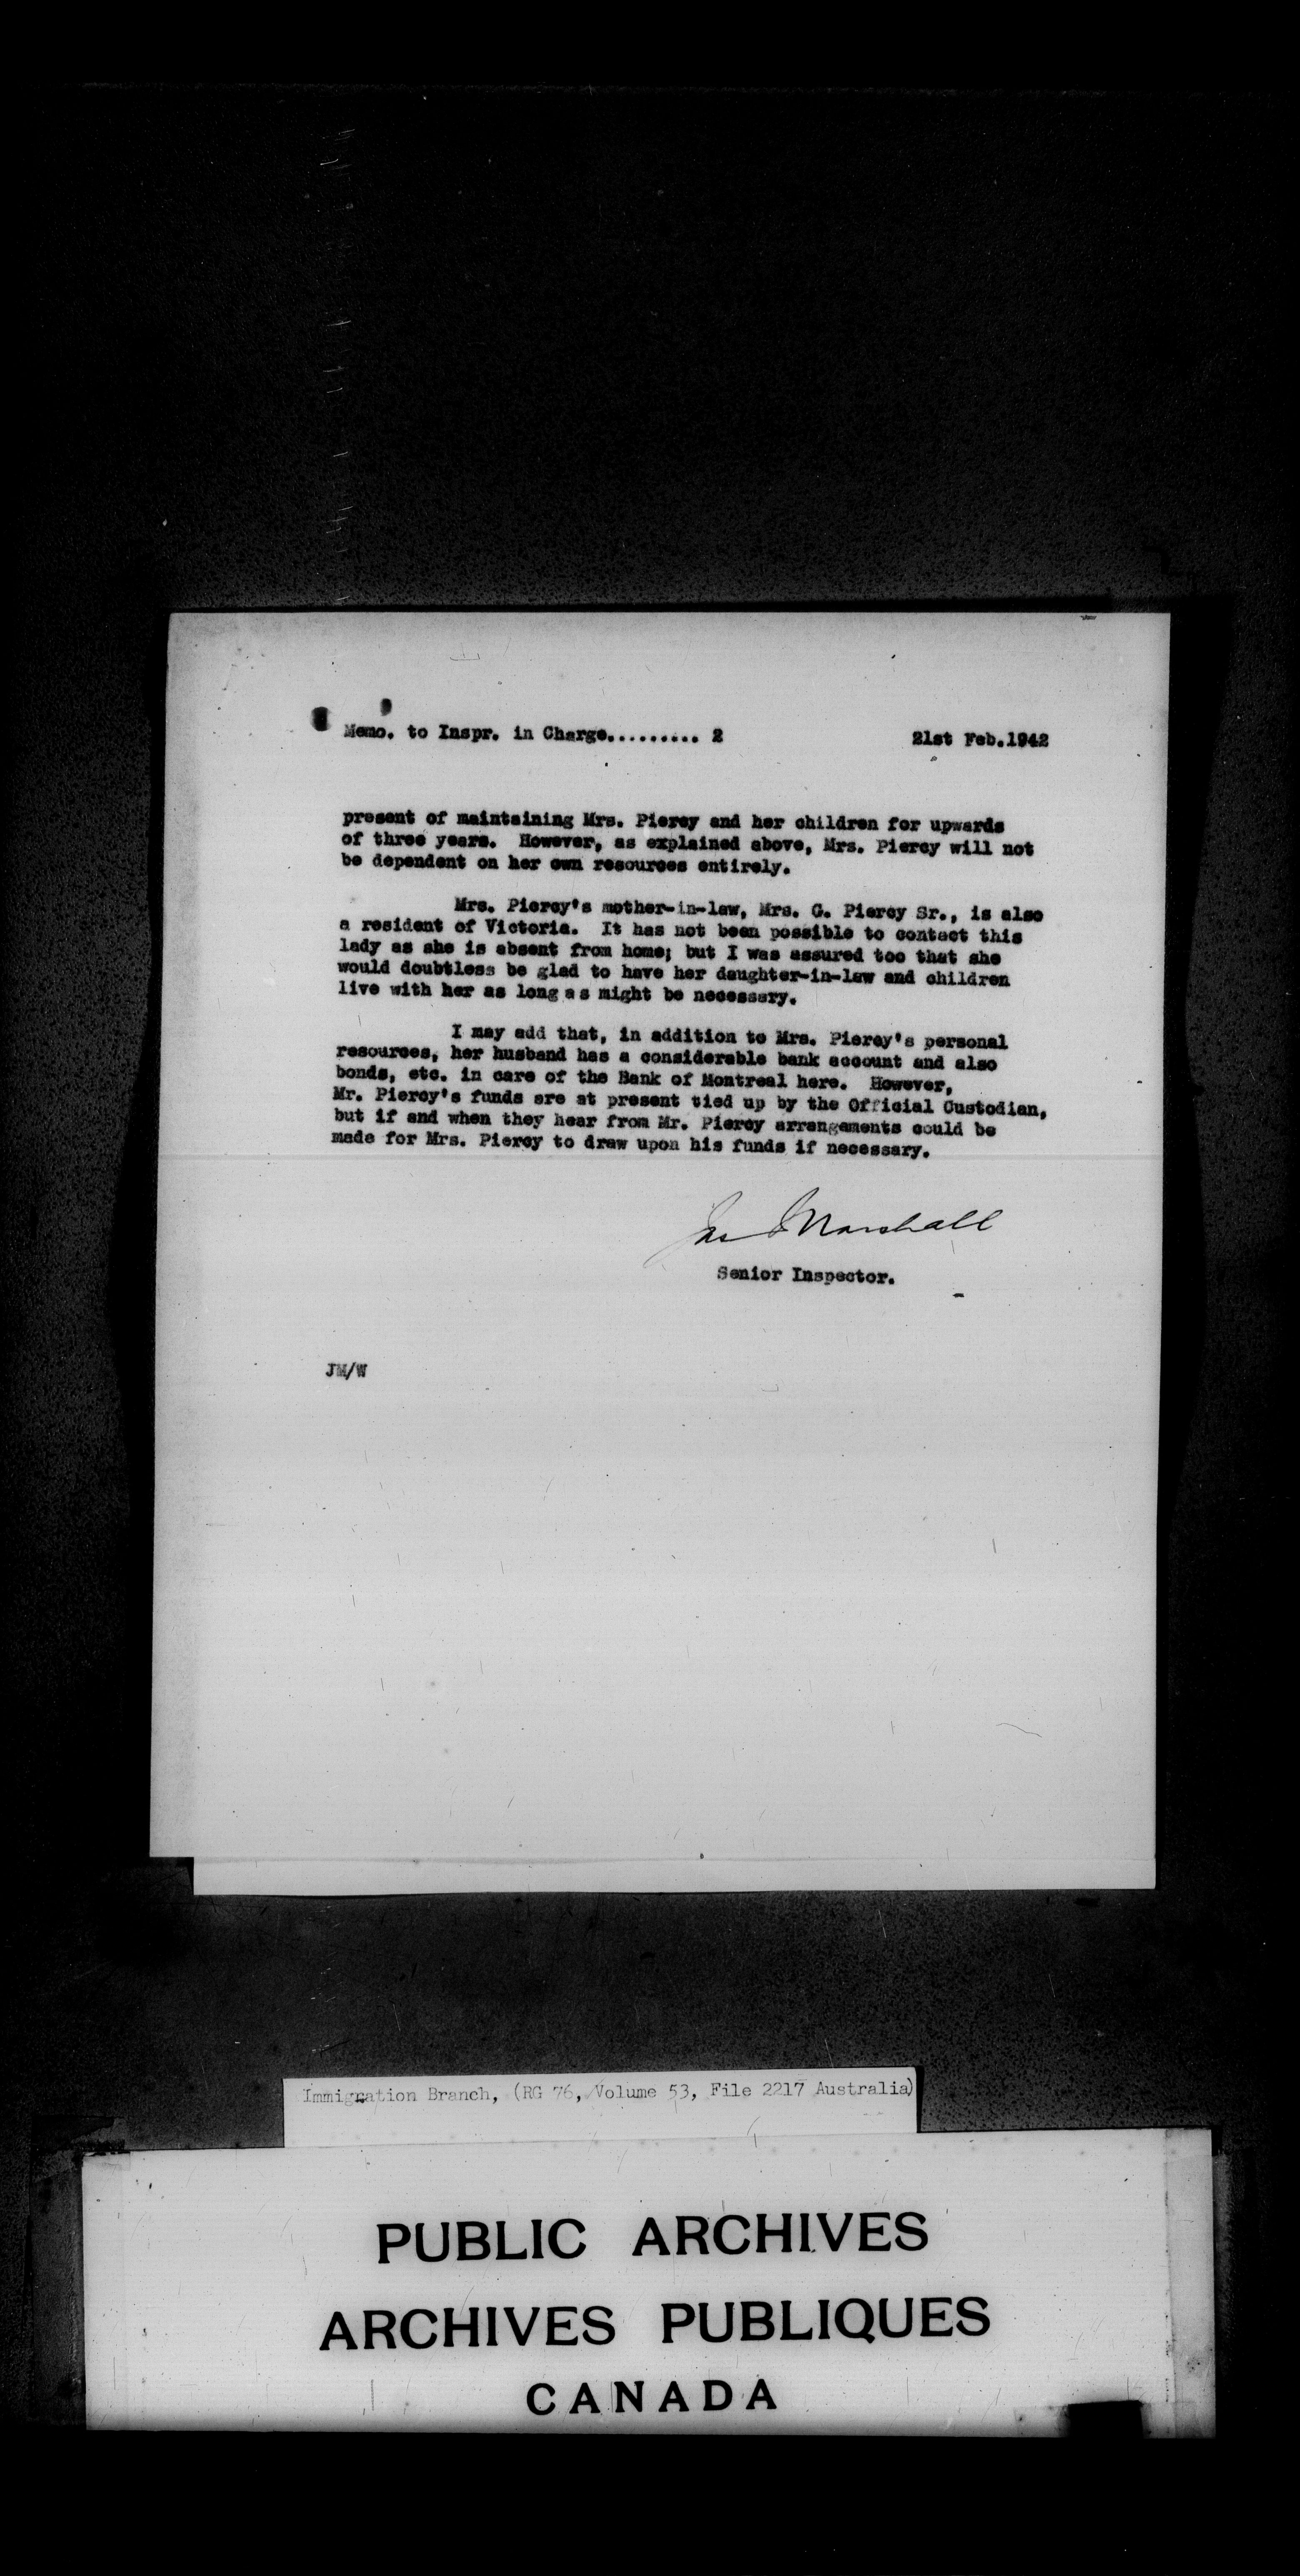 Memo. to Inspr. in Charge......... 2 21st Feb.1942
present of maintaining Mrs. Piercy and her children for upwards
of three years. However, as explained above, Mrs. Piercy will not
be dependent on her own resources entirely.
Mrs. Piercy's mother-in-law, Mrs. G. Piercy Sr., is also
a resident of Victoria. It has not been possible to contact this
lady as she is absent from home; but I was assured too that she
would doubtless be glad to have her daughter-in-law and children
live with her as long as might be necessary.
I may add that, in addition to Mrs. Piercy's personal
resources, her husband has a considerable bank account and also
bonds, etc. in care of the Bank of Montreal here. However,
Mr. Piercy's funds are at present tied up by the Official Custodian,
but if and when they hear from Mr. Piercy arrangements could be
made for Mrs. Piercy to draw upon his funds if necessary.
Jas Marshall
Senior Inspector.
JM/W
Immigration Branch, (RG 76, Volume 53, File 2217 Australia)
PUBLIC ARCHIVES
ARCHIVES PUBLIQUES
CANADA